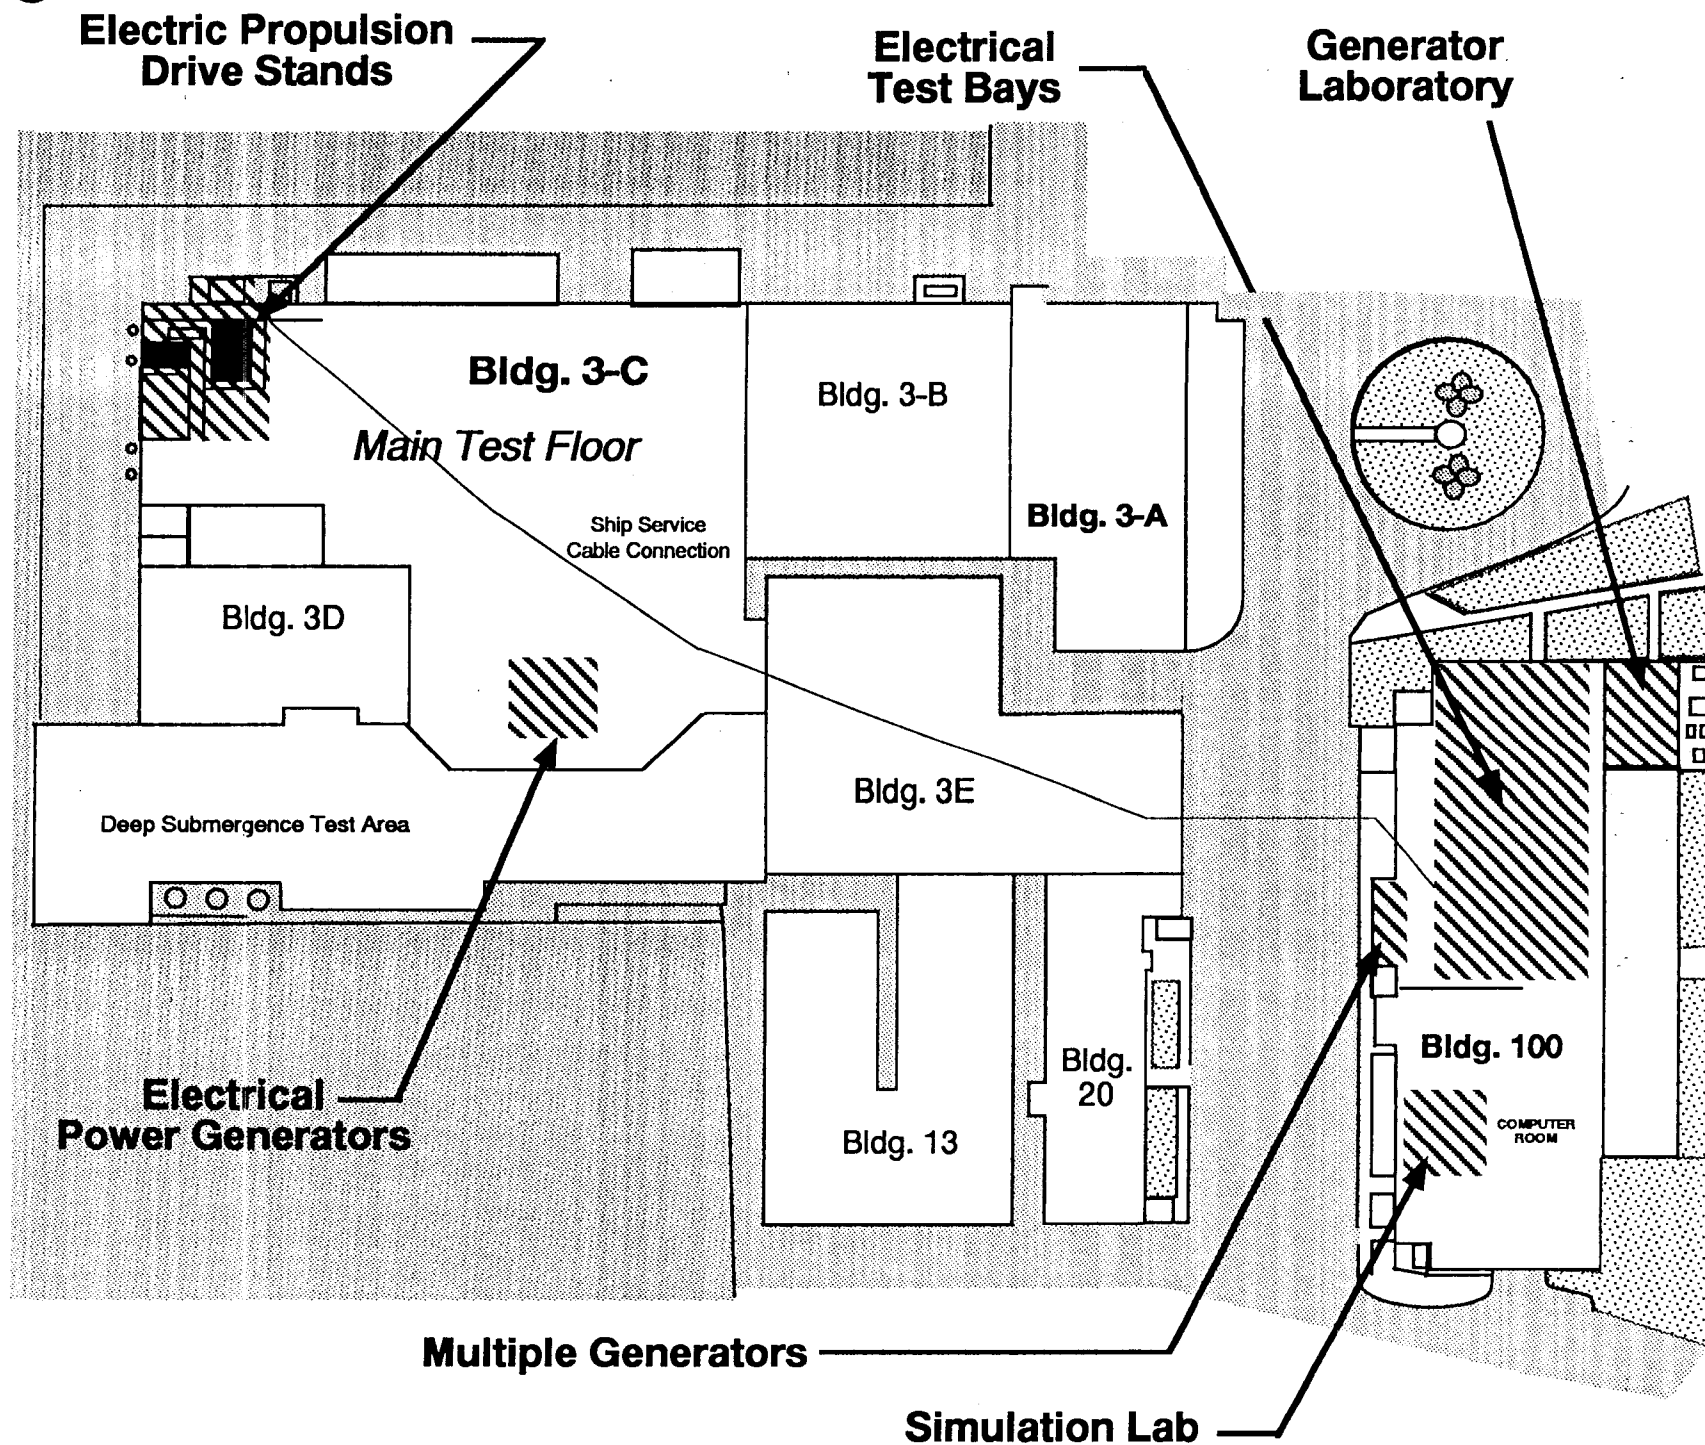 Electric Propulsion
Drive Stands
Electrical
Test Bays
Generator
Laboratory
Bldg. 3-C
Main Test Floor
Bldg. 3-B
Bldg. 3-A
Ship Service
Cable Connection
Bldg. 3D
Bldg. 3E
Deep Submergence Test Area
Bldg. 100
Bldg.
20
Electrical
Power Generators
Bldg. 13
COMPUTER
ROOM
Multiple Generators
Simulation Lab